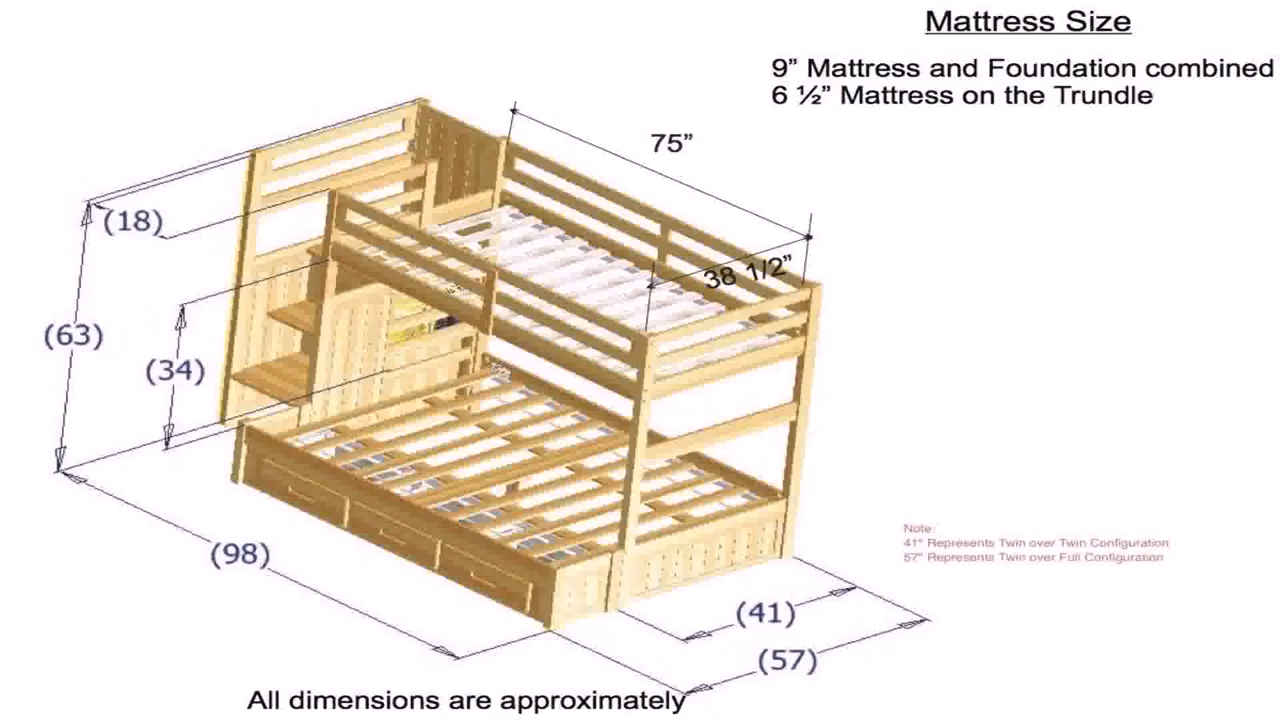 Mattress Size
9” Mattress and Foundation combined
6 ½” Mattress on the Trundle
75”
(18)
38 1/2”
(63)
(34)
Note:
41" Represents Twin over Twin Configuration
57" Represents Twin over Full Configuration
(98)
(41)
(57)
All dimensions are approximately